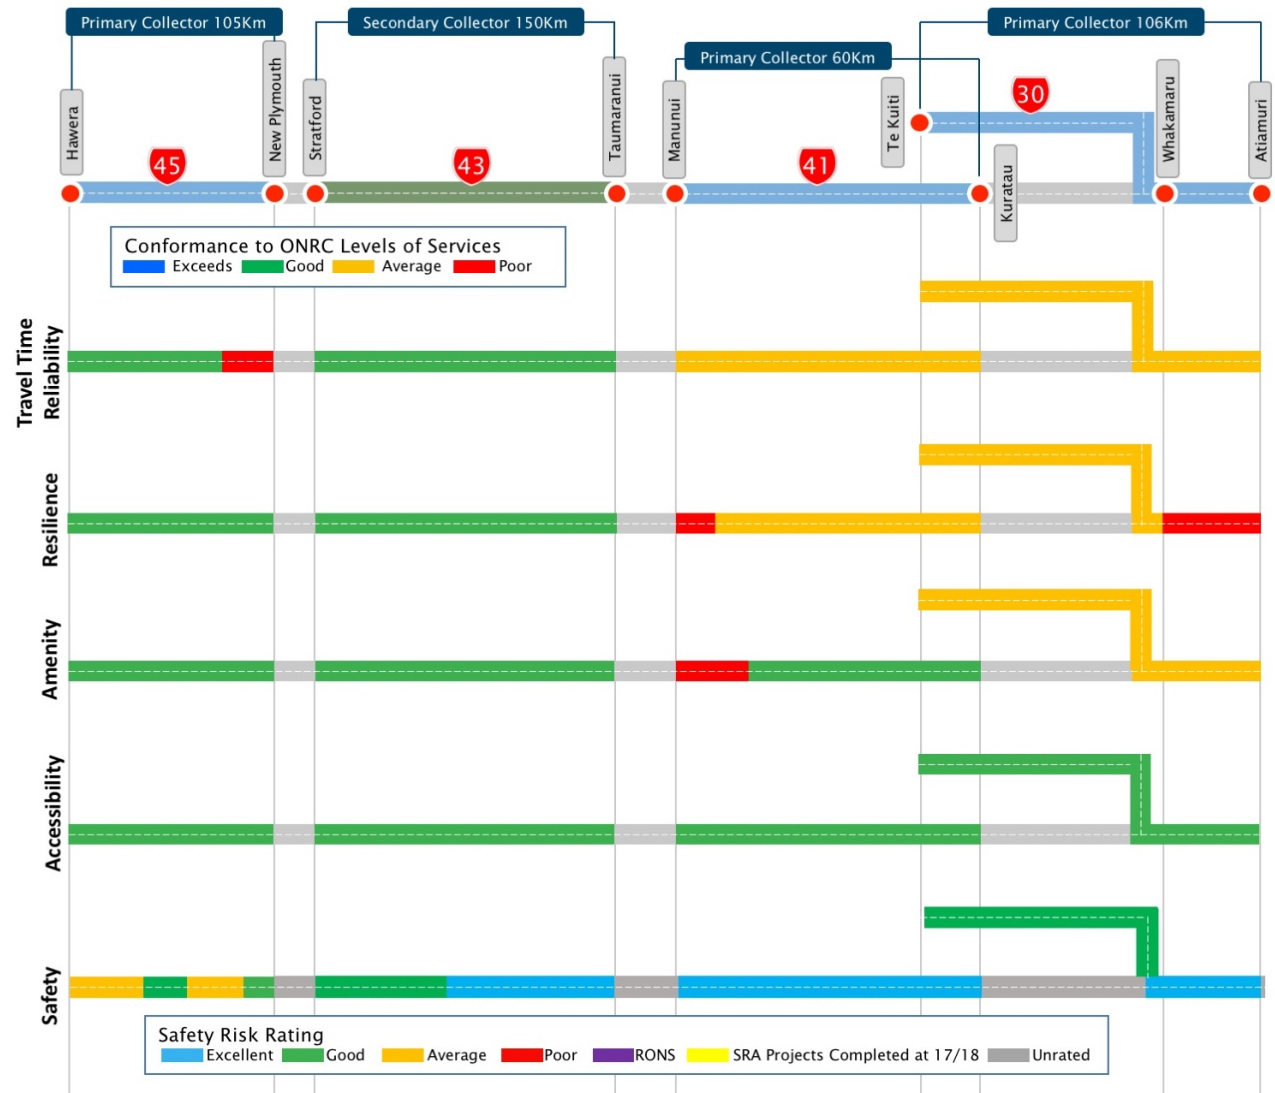 Primary Collector 105Km
Secondary Collector 150Km
Primary Collector 106Km
Primary Collector 60Km
Hawera
New Plymouth
Stratford
Taumaranui
Manunui
Te Kuiti
Kuratau
Whakamaru
Atiamuri
30
45
43
41
Conformance to ONRC Levels of Services
Exceeds Good Average Poor
Travel Time
Reliability
Resilience
Amenity
Accessibility
Safety
Safety Risk Rating
Excellent Good Average Poor RONS SRA Projects Completed at 17/18 Unrated